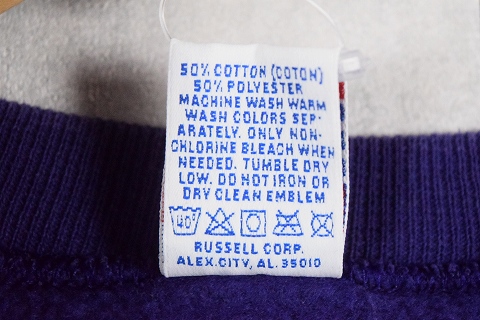 50% COTTON (COTON)
50% POLYESTER
MACHINE WASH WARM
WASH COLORS SEP-
ARATELY. ONLY NON-
CHLORINE BLEACH WHEN
NEEDED. TUMBLE DRY
LOW. DO NOT IRON OR
DRY CLEAN EMBLEM
40°
RUSSELL CORP.
ALEX. CITY, AL. 35010